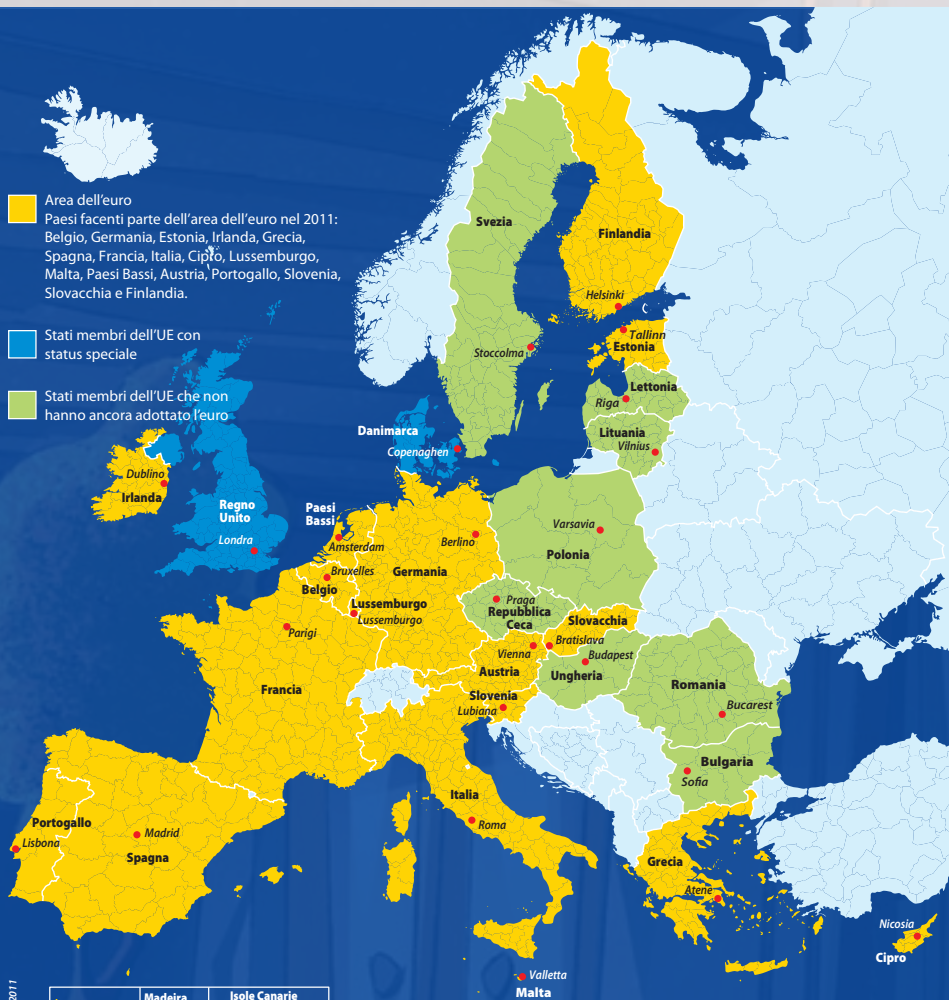 Area dell'euro
Paesi facenti parte dell'area dell'euro nel 2011:
Belgio, Germania, Estonia, Irlanda, Grecia,
Spagna, Francia, Italia, Cipro, Lussemburgo,
Malta, Paesi Bassi, Austria, Portogallo, Slovenia,
Slovacchia e Finlandia.
Stati membri dell'UE con
status speciale
Stati membri dell'UE che non
hanno ancora adottato l'euro
Svezia
Finlandia
Helsinki
Tallinn
Estonia
Stoccolma
Lettonia
Riga
Lituania
Vilnius
Danimarca
Copenaghen
Dublino
Irlanda
Regno
Unito
Londra
Paesi
Bassi
Amsterdam
Berlino
Varsavia
Polonia
Bruxelles
Belgio
Germania
Lussemburgo
Lussemburgo
Praga
Repubblica
Ceca
Slovacchia
Parigi
Vienna
Bratislava
Budapest
Austria
Ungheria
Francia
Slovenia
Lubiana
Romania
Bucarest
Bulgaria
Sofia
Italia
Roma
Portogallo
Lisbona
Madrid
Spagna
Grecia
Atene
Nicosia
Cipro
Valletta
Malta
2011
Madeira
Isole Canarie